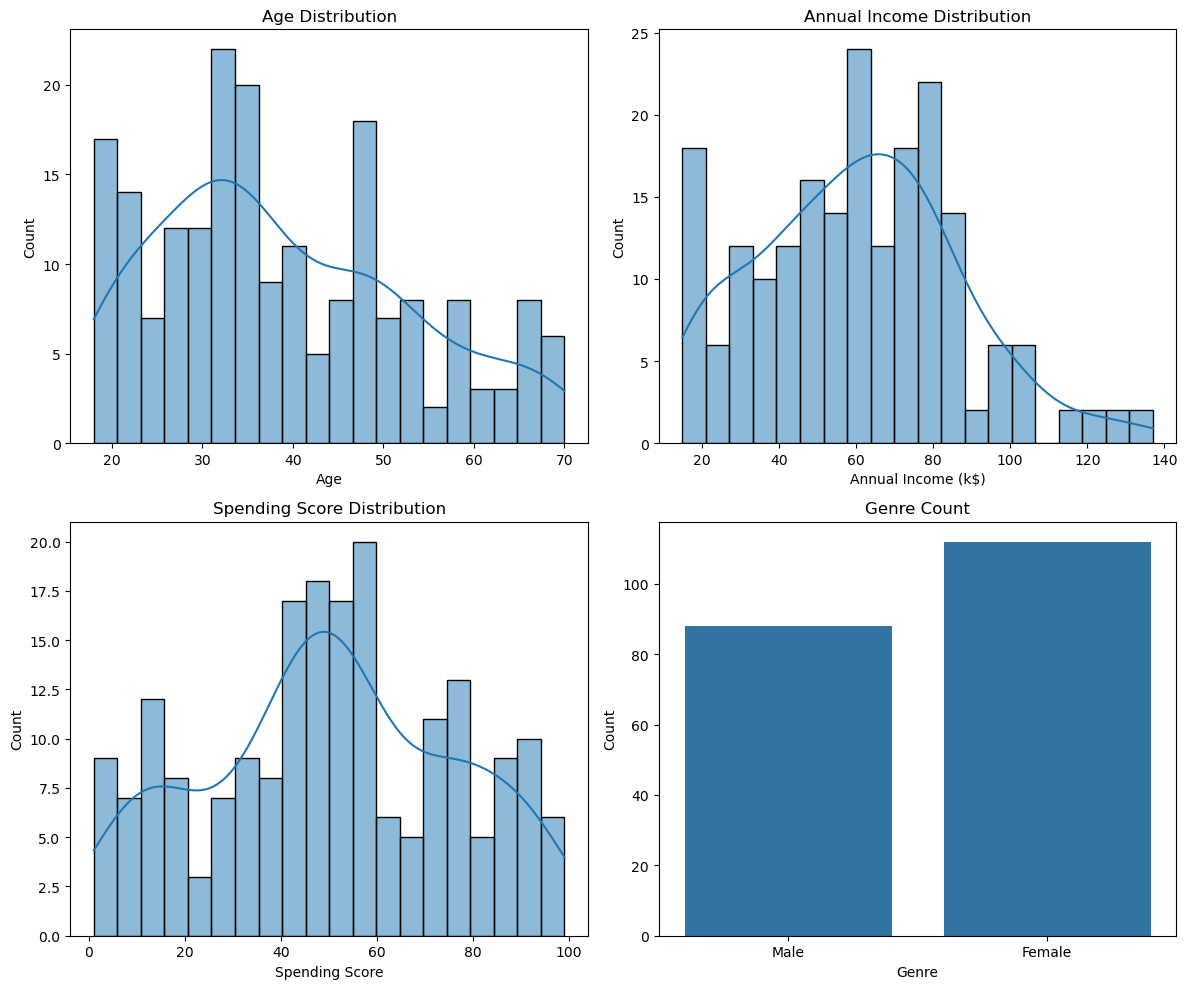 Age Distribution
20
15
10
5
0
Count
20 30 40 50 60 70
Age
Annual Income Distribution
25
20
15
10
5
0
Count
20 40 60 80 100 120 140
Annual Income (k$)
Spending Score Distribution
20.0
17.5
15.0
12.5
10.0
7.5
5.0
2.5
0.0
Count
0 20 40 60 80 100
Spending Score
Genre Count
100
80
60
40
20
0
Count
Male Female
Genre